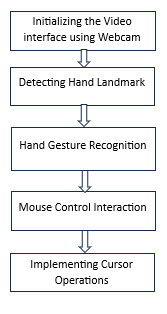 Initializing the Video
interface using Webcam
Detecting Hand Landmark
Hand Gesture Recognition
Mouse Control Interaction
Implementing Cursor
Operations